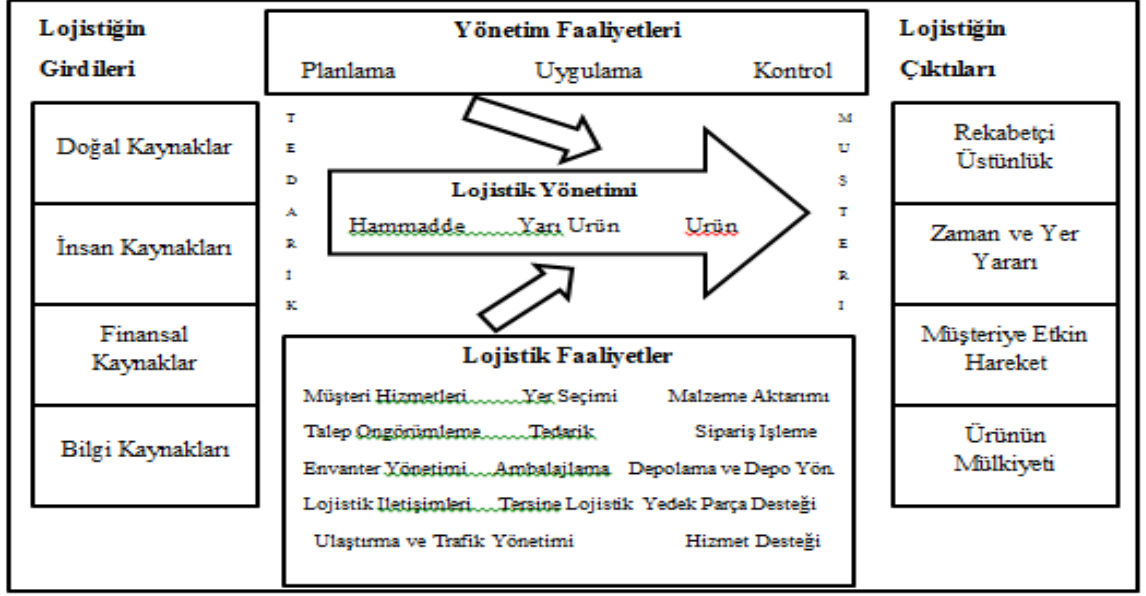 Lojistiğin
Girdileri
Doğal Kaynaklar
İnsan Kaynakları
Finansal
Kaynaklar
Bilgi Kaynakları
Yönetim Faaliyetleri
Planlama Uygulama Kontrol
TEDARIK
Lojistik Yönetimi
Hammadde Yarı Urün Urün
MUSTERI
Lojistik Faaliyetler
Müşteri Hizmetleri Yer Seçimi Malzeme Aktarımı
Talep Ongörümleme Tedarik Sipariş Işleme
Envanter Yönetimi Ambalajlama Depolama ve Depo Yön.
Lojistik Iletişimleri Tersine Lojistik Yedek Parça Desteği
Ulaştırma ve Trafik Yönetimi Hizmet Desteği
Lojistiğin
Çıktıları
Rekabetçi
Üstünlük
Zaman ve Yer
Yararı
Müşteriye Etkin
Hareket
Ürünün
Mülkiyeti